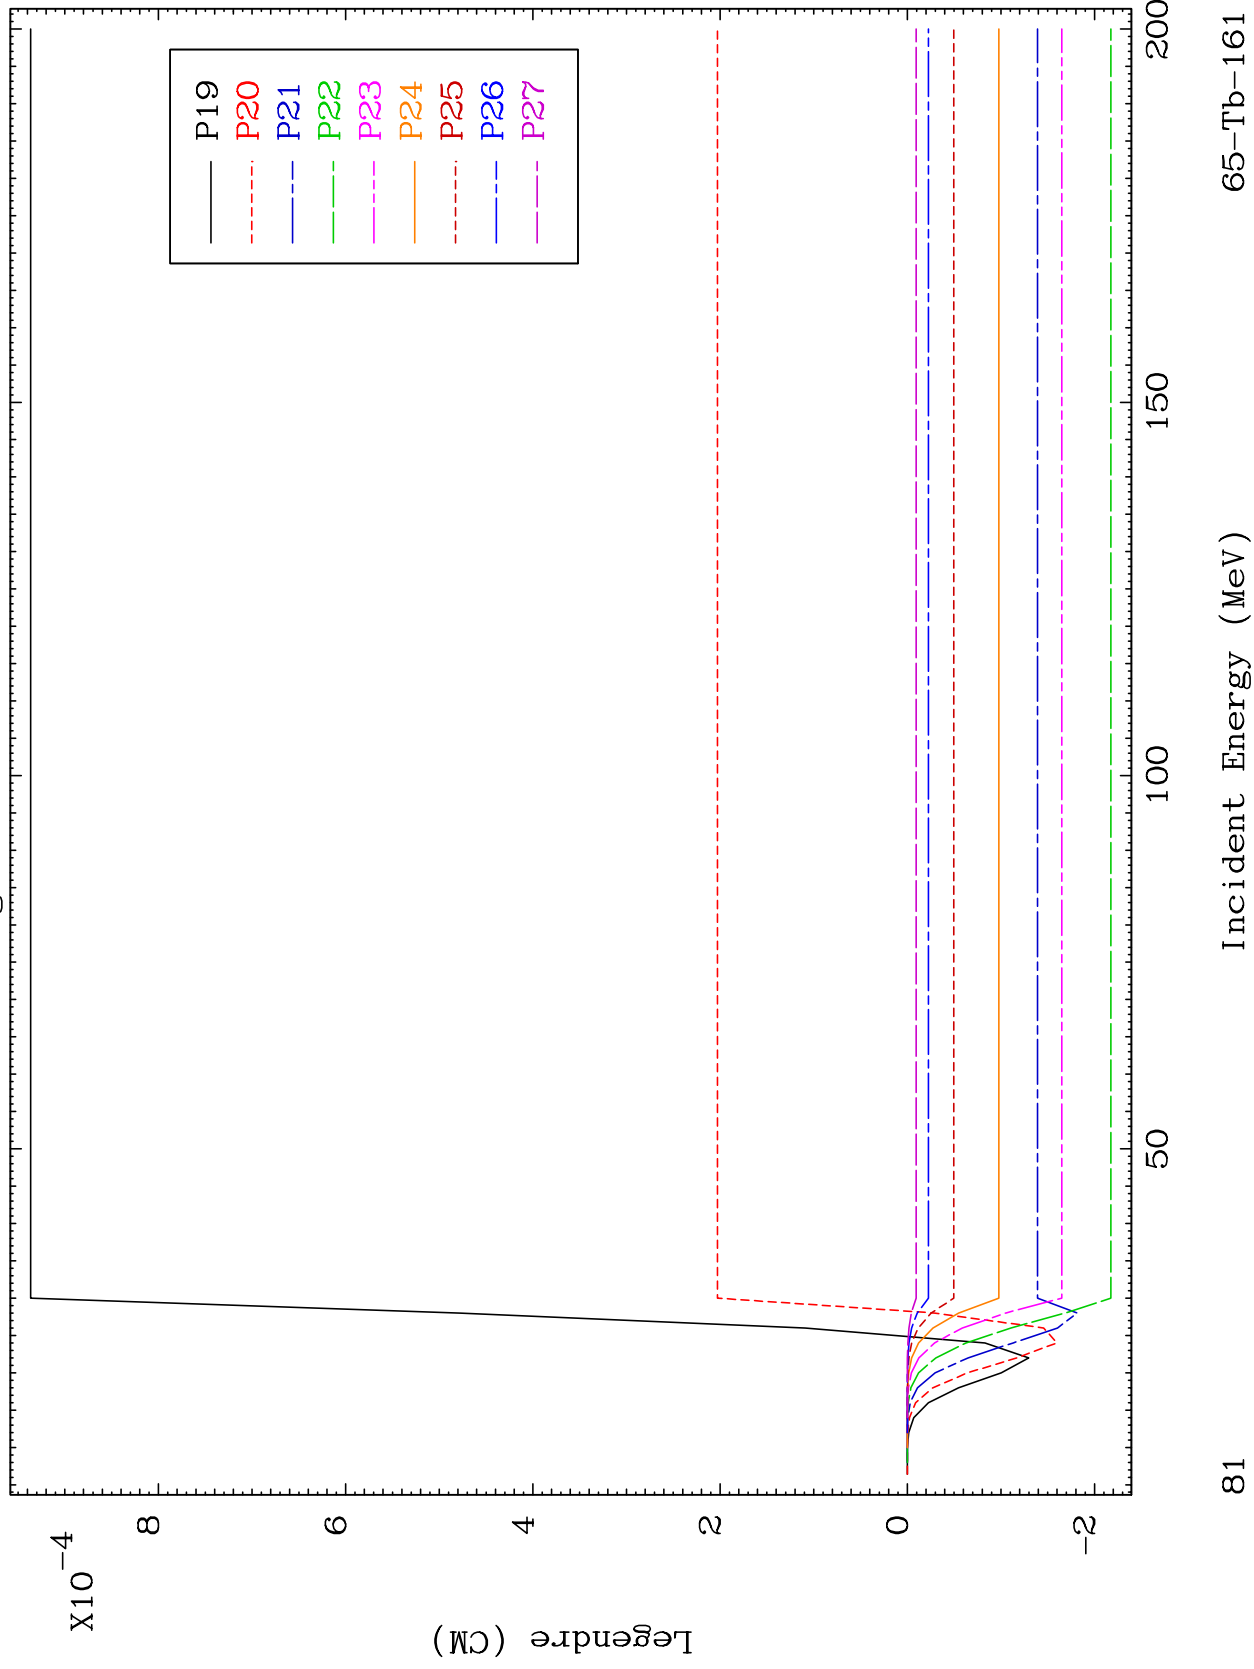 X10-4
8
6
4
2
0
-2
Legendre (CM)
P19
P20
P21
P22
P23
P24
P25
P26
P27
50
100
150
200
81
Incident Energy (MeV)
65-Tb-161